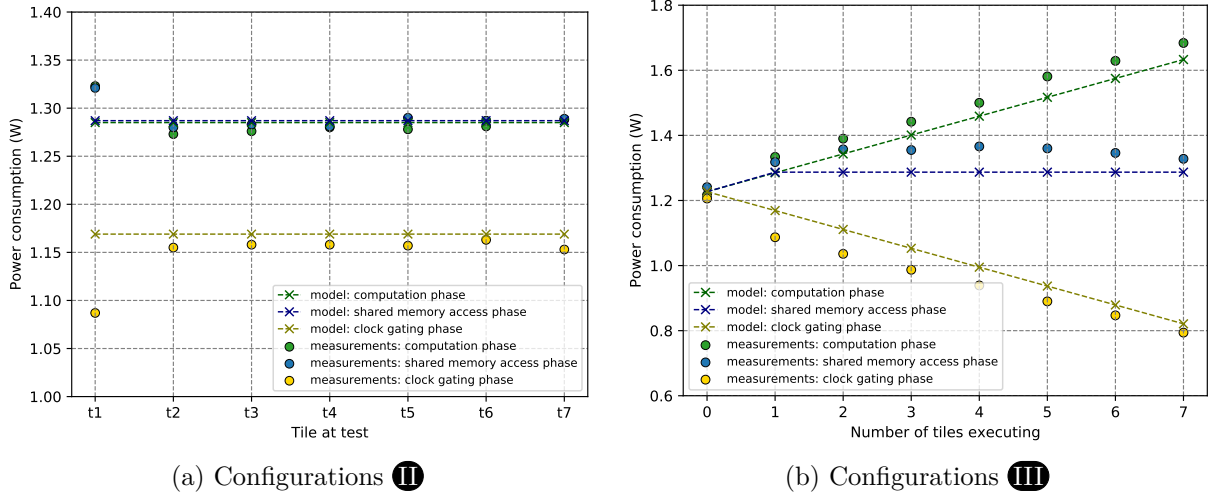 1.40
1.35
1.30
1.25
1.20
1.15
1.10
1.05
1.00
Power consumption (W)
t1 t2 t3 t4 t5 t6 t7
Tile at test
model: computation phase
model: shared memory access phase
model: clock gating phase
measurements: computation phase
measurements: shared memory access phase
measurements: clock gating phase
(a) Configurations II
1.8
1.6
1.4
1.2
1.0
0.8
0.6
Power consumption (W)
0 1 2 3 4 5 6 7
Number of tiles executing
model: computation phase
model: shared memory access phase
model: clock gating phase
measurements: computation phase
measurements: shared memory access phase
measurements: clock gating phase
(b) Configurations III